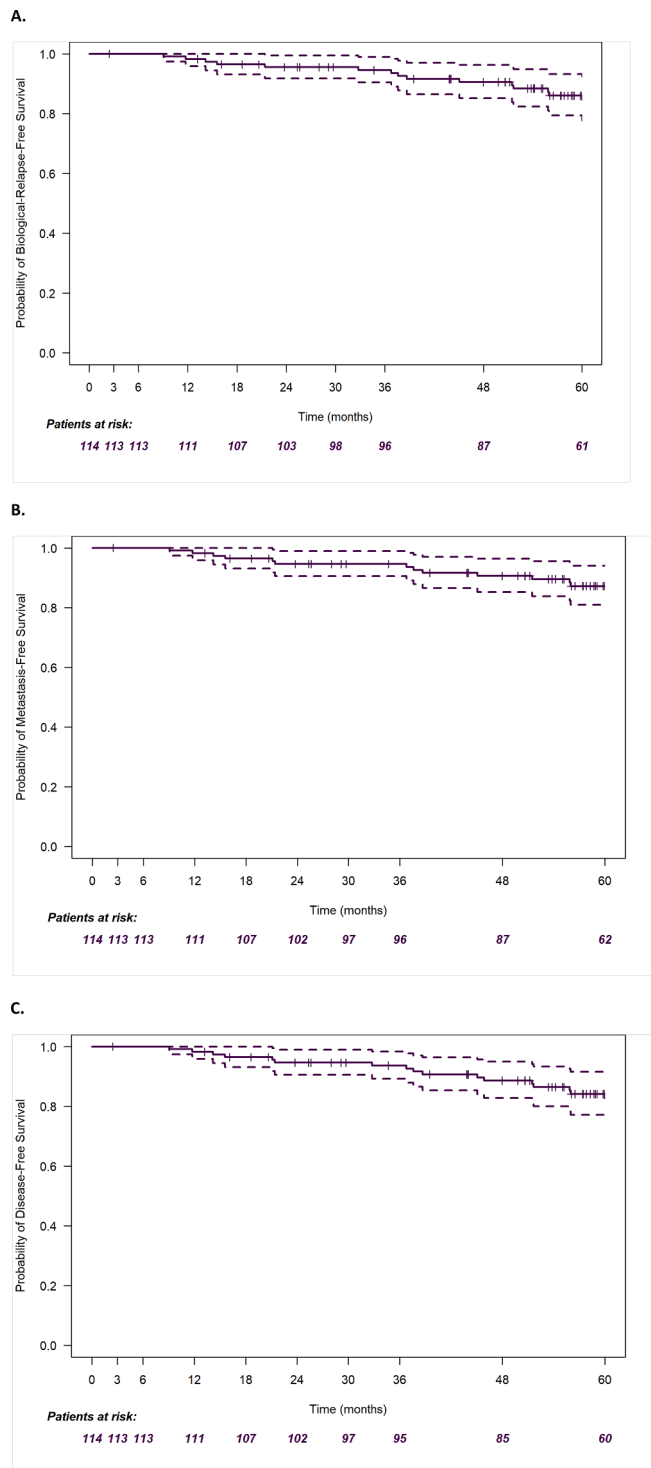 A.
Probability of Biological-Relapse-Free Survival
1.0
0.8
0.6
0.4
0.2
0.0
0 3 6 12 18 24 30 36 48 60
Time (months)
Patients at risk:
114 113 113 111 107 103 98 96 87 61
B.
Probability of Metastasis-Free Survival
1.0
0.8
0.6
0.4
0.2
0.0
0 3 6 12 18 24 30 36 48 60
Time (months)
Patients at risk:
114 113 113 111 107 102 97 96 87 62
C.
Probability of Disease-Free Survival
1.0
0.8
0.6
0.4
0.2
0.0
0 3 6 12 18 24 30 36 48 60
Time (months)
Patients at risk:
114 113 113 111 107 102 97 95 85 60